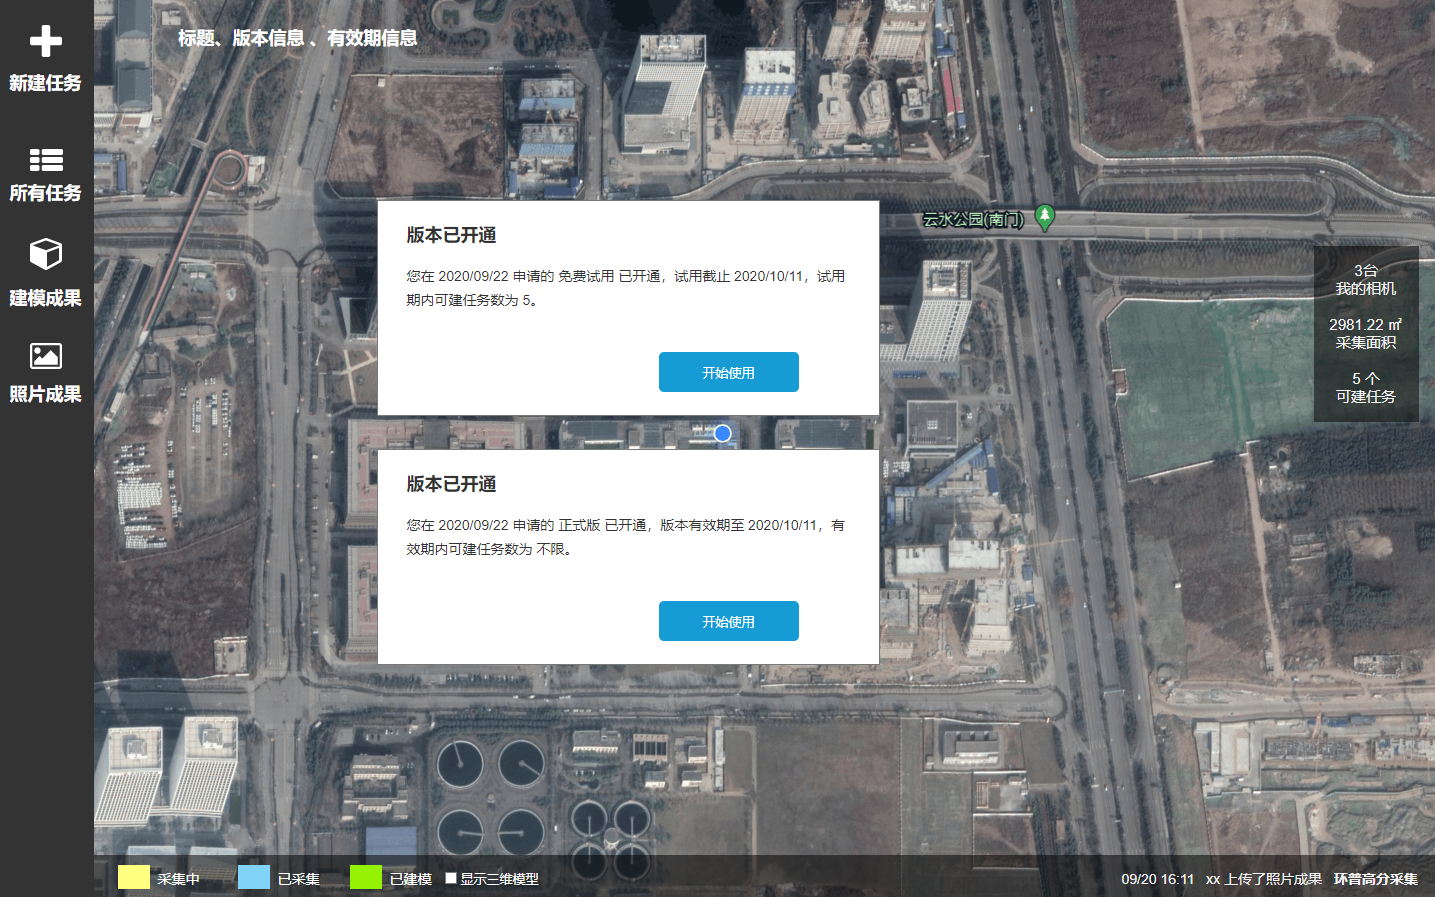 新建任务
所有任务
建模成果
照片成果
标题、版本信息 、有效期信息
云水公园(南门)
版本已开通
您在 2020/09/22 申请的 免费试用 已开通，试用截止 2020/10/11，试用
期内可建任务数为 5。
开始使用
版本已开通
您在 2020/09/22 申请的 正式版 已开通，版本有效期至 2020/10/11，有
效期内可建任务数为 不限。
开始使用
3台
我的相机
2981.22 ㎡
采集面积
5 个
可建任务
采集中
已采集
已建模
显示三维模型
09/20 16:11 xx 上传了照片成果 环普高分采集